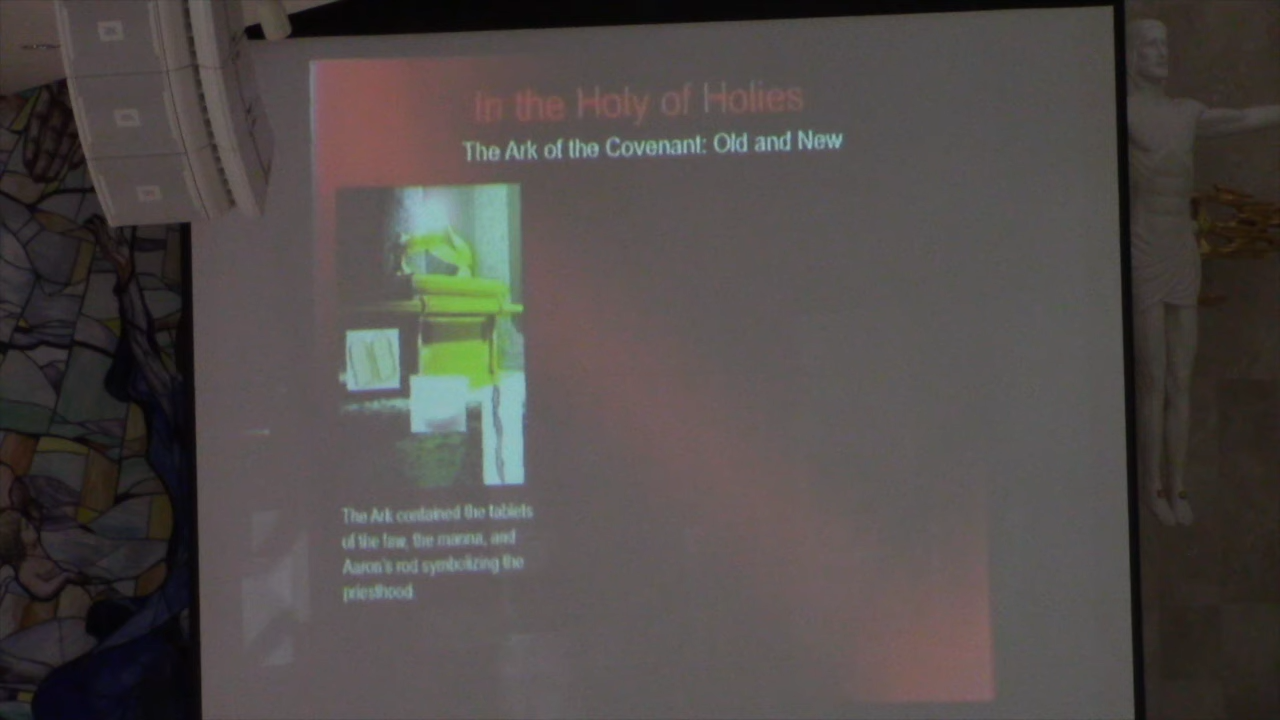 In the Holy of Holies
The Ark of the Covenant: Old and New
The Ark contained the tablets
of the law, the manna, and
Aaron's rod symbolizing the
priesthood